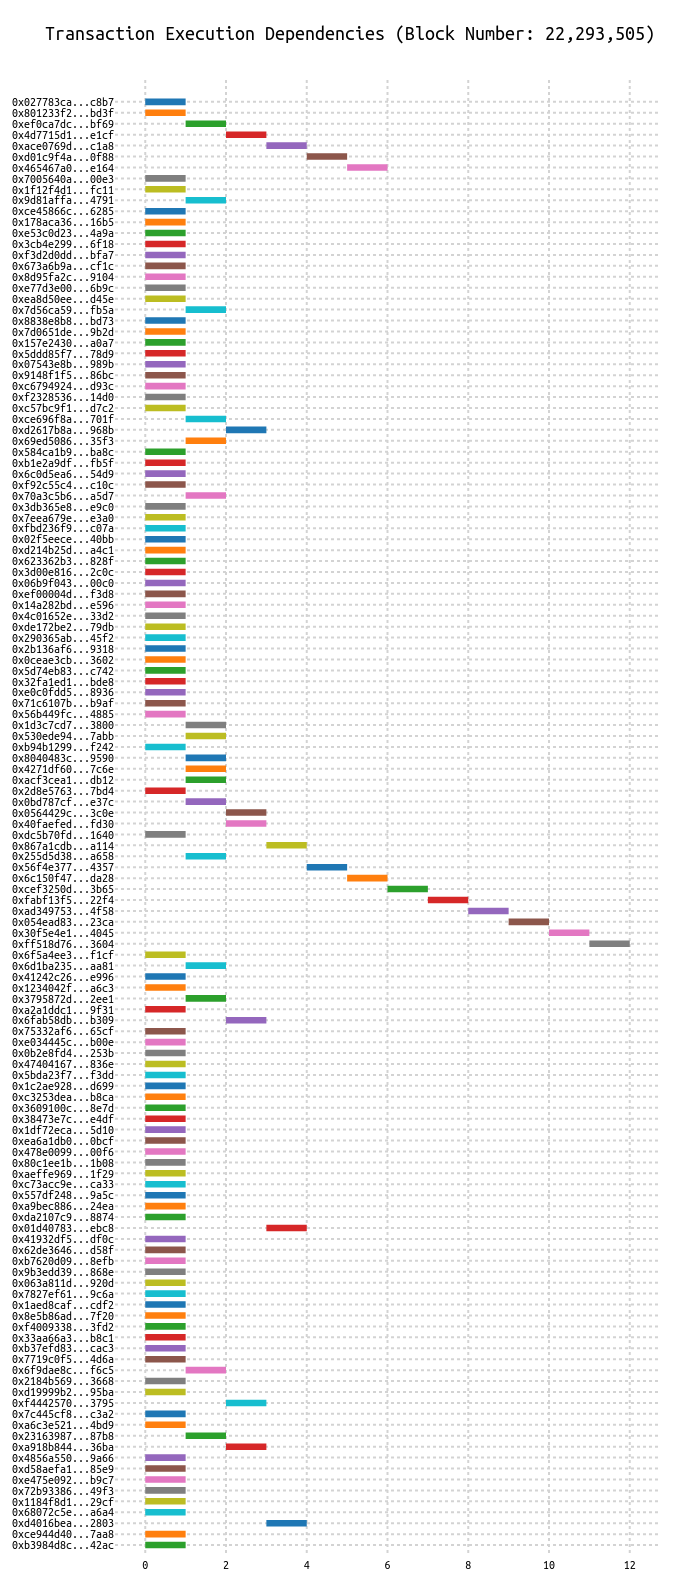 Transaction Execution Dependencies (Block Number: 22,293,505)
0x027783ca...c8b7
0x801233f2...bd3f
0xef0ca7dc...bf69
0x4d7715d1...e1cf
0xace0769d...c1a8
0xd01c9f4a...0f88
0x465467a0...e164
0x7005640a...00e3
0x1f12f4d1...fc11
0x9d81affa...4791
0xce45866c...6285
0x178aca36...16b5
0xe53c0d23...4a9a
0x3cb4e299...6f18
0xf3d2d0dd...bfa7
0x673a6b9a...cf1c
0x8d95fa2c...9104
0xe77d3e00...6b9c
0xea8d50ee...d45e
0x7d56ca59...fb5a
0x8838e8b8...bd73
0x7d0651de...9b2d
0x157e2430...a0a7
0x5ddd85f7...78d9
0x07543e8b...989b
0x9148f1f5...86bc
0xc6794924...d93c
0xf2328536...14d0
0xc57bc9f1...d7c2
0xce696f8a...701f
0xd2617b8a...968b
0x69ed5086...35f3
0x584ca1b9...ba8c
0xb1e2a9df...fb5f
0x6c0d5ea6...54d9
0xf92c55c4...c10c
0x70a3c5b6...a5d7
0x3db365e8...e9c0
0x7eea679e...e3a0
0xfbd236f9...c07a
0x02f5eece...40bb
0xd214b25d...a4c1
0x623362b3...828f
0x3d00e816...2c0c
0x06b9f043...00c0
0xef00004d...f3d8
0x14a282bd...e596
0x4c01652e...33d2
0xde172be2...79db
0x290365ab...45f2
0x2b136af6...9318
0x0ceae3cb...3602
0x5d74eb83...c742
0x32fa1ed1...bde8
0xe0c0fdd5...8936
0x71c6107b...b9af
0x56b449fc...4885
0x1d3c7cd7...3800
0x530ede94...7abb
0xb94b1299...f242
0x8040483c...9590
0x4271df60...7c6e
0xacf3cea1...db12
0x2d8e5763...7bd4
0x0bd787cf...e37c
0x0564429c...3c0e
0x40faefed...fd30
0xdc5b70fd...1640
0x867a1cdb...a114
0x255d5d38...a658
0x56f4e377...4357
0x6c150f47...da28
0xcef3250d...3b65
0xfabf13f5...22f4
0xad349753...4f58
0x054ead83...23ca
0x30f5e4e1...4045
0xff518d76...3604
0x6f5a4ee3...f1cf
0x6d1ba235...aa81
0x41242c26...e996
0x1234042f...a6c3
0x3795872d...2ee1
0xa2a1ddc1...9f31
0x6fab58db...b309
0x75332af6...65cf
0xe034445c...b00e
0x0b2e8fd4...253b
0x47404167...836e
0x5bda23f7...f3dd
0x1c2ae928...d699
0xc3253dea...b8ca
0x3609100c...8e7d
0x38473e7c...e4df
0x1df72eca...5d10
0xea6a1db0...0bcf
0x478e0099...00f6
0x80c1ee1b...1b08
0xaeffe969...1f29
0xc73acc9e...ca33
0x557df248...9a5c
0xa9bec886...24ea
0xda2107c9...8874
0x01d40783...ebc8
0x41932df5...df0c
0x62de3646...d58f
0xb7620d09...8efb
0x9b3edd39...868e
0x063a811d...920d
0x7827ef61...9c6a
0x1aed8caf...cdf2
0x8e5b86ad...7f20
0xf4009338...3fd2
0x33aa66a3...b8c1
0xb37efd83...cac3
0x7719c0f5...4d6a
0x6f9dae8c...f6c5
0x2184b569...3668
0xd19999b2...95ba
0xf4442570...3795
0x7c445cf8...c3a2
0xa6c3e521...4bd9
0x23163987...87b8
0xa918b844...36ba
0x4856a550...9a66
0xd58aefa1...85e9
0xe475e092...b9c7
0x72b93386...49f3
0x1184f8d1...29cf
0x68072c5e...a6a4
0xd4016bea...2803
0xce944d40...7aa8
0xb3984d8c...42ac
0 2 4 6 8 10 12